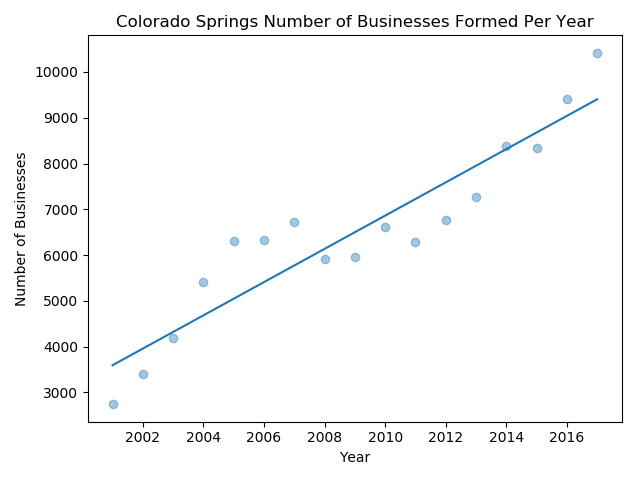 Colorado Springs Number of Businesses Formed Per Year
10000
9000
8000
7000
6000
5000
4000
3000
Number of Businesses
2002 2004 2006 2008 2010 2012 2014 2016
Year